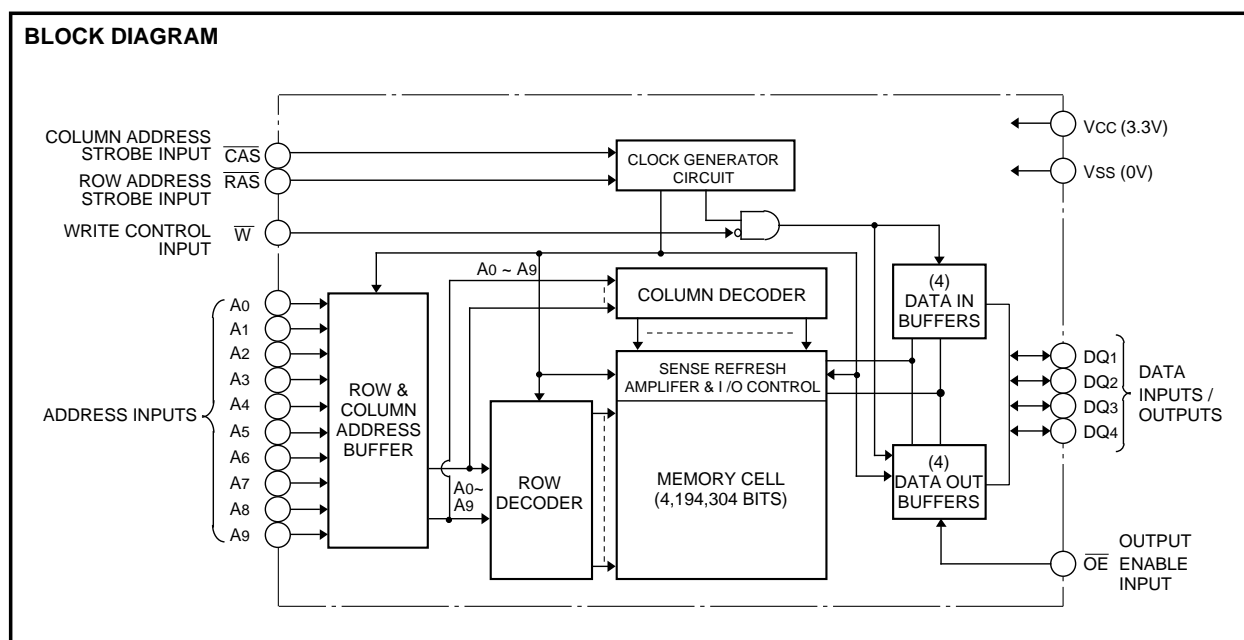 BLOCK DIAGRAM
COLUMN ADDRESS
STROBE INPUT
CAS
ROW ADDRESS
STROBE INPUT
RAS
WRITE CONTROL
INPUT
W
ADDRESS INPUTS
A0
A1
A2
A3
A4
A5
A6
A7
A8
A9
ROW &
COLUMN
ADDRESS
BUFFER
CLOCK GENERATOR
CIRCUIT
A0 ~ A9
COLUMN DECODER
SENSE REFRESH
AMPLIFER & I /O CONTROL
A0~
A9
ROW
DECODER
MEMORY CELL
(4,194,304 BITS)
(4)
DATA IN
BUFFERS
(4)
DATA OUT
BUFFERS
VCC (3.3V)
VSS (0V)
DQ1
DQ2
DQ3
DQ4
DATA
INPUTS /
OUTPUTS
OE
OUTPUT
ENABLE
INPUT